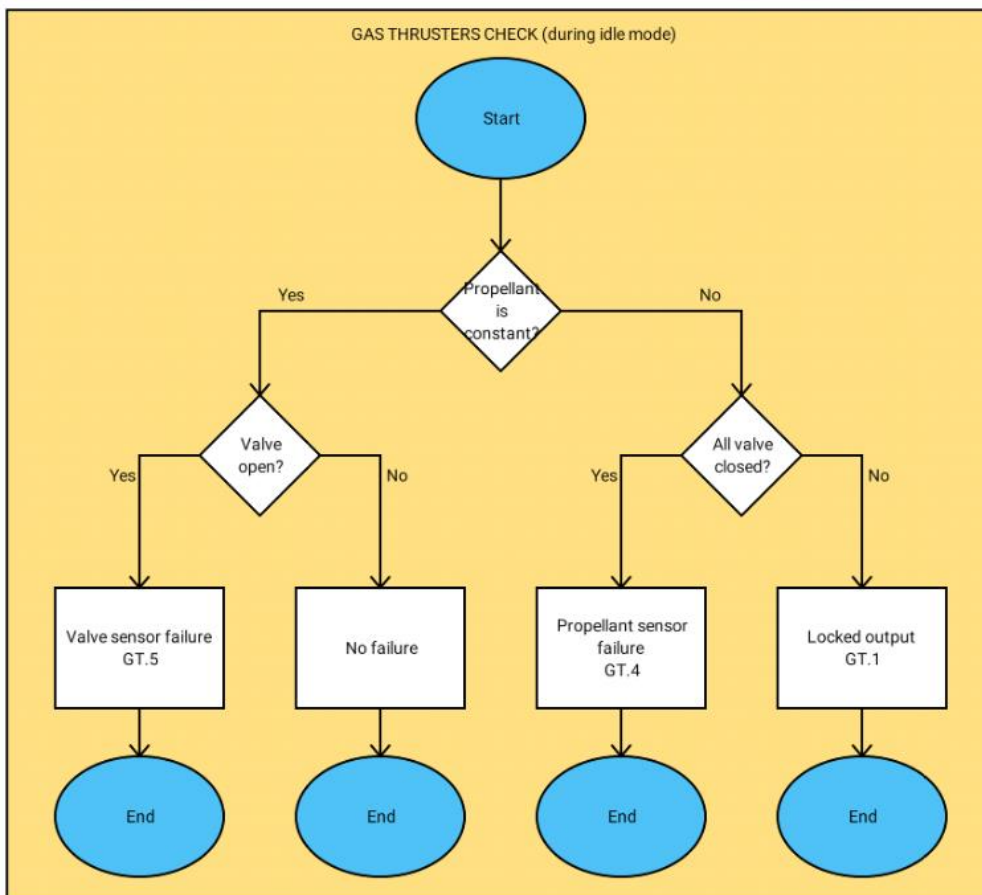 GAS THRUSTERS CHECK (during idle mode)
Start
Propellant
is
constant?
Yes
No
Valve
open?
All valve
closed?
Yes
No
Yes
No
Valve sensor failure
GT.5
No failure
Propellant sensor
failure
GT.4
Locked output
GT.1
End
End
End
End